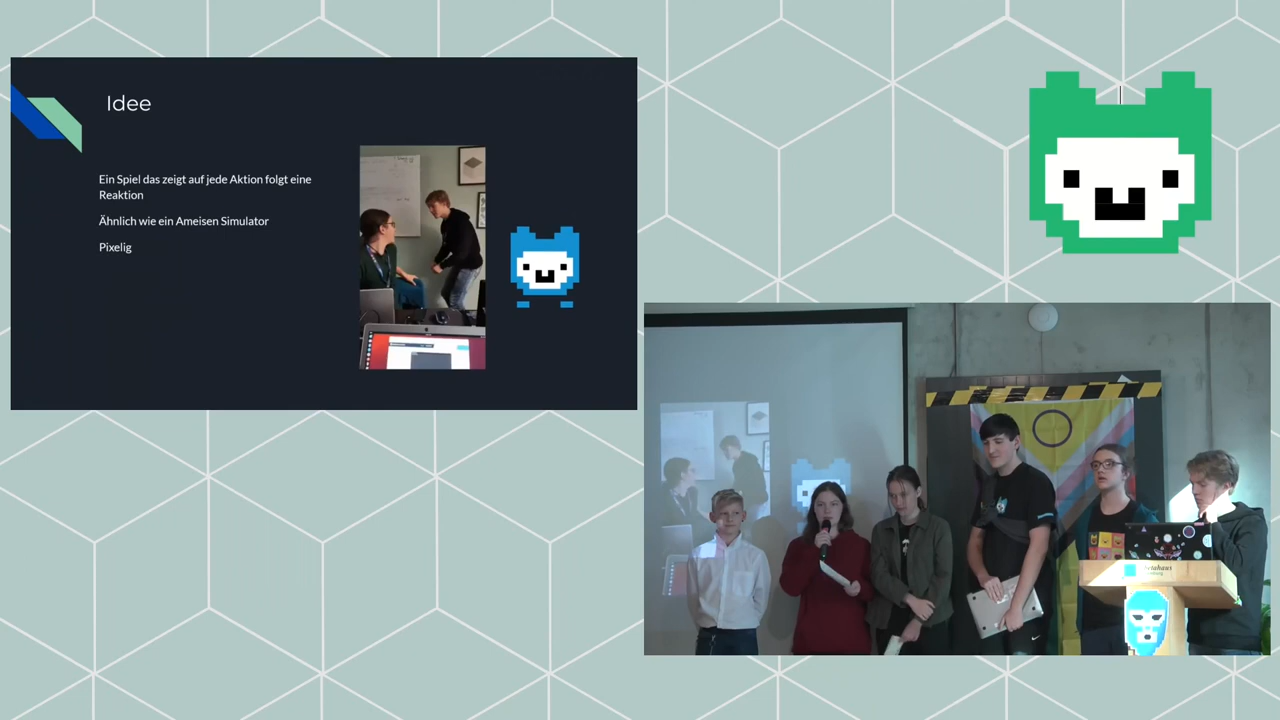 Idee
Ein Spiel das zeigt auf jede Aktion folgt eine
Reaktion
Ähnlich wie ein Ameisen Simulator
Pixelig